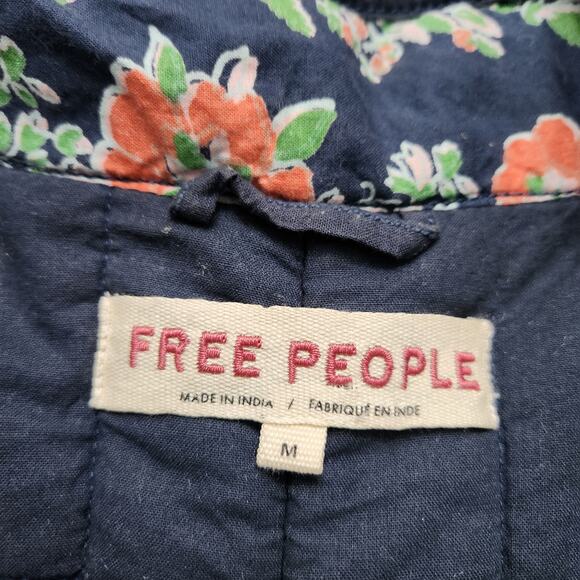 FREE PEOPLE
MADE IN INDIA / FABRIQUÉ EN INDE
M